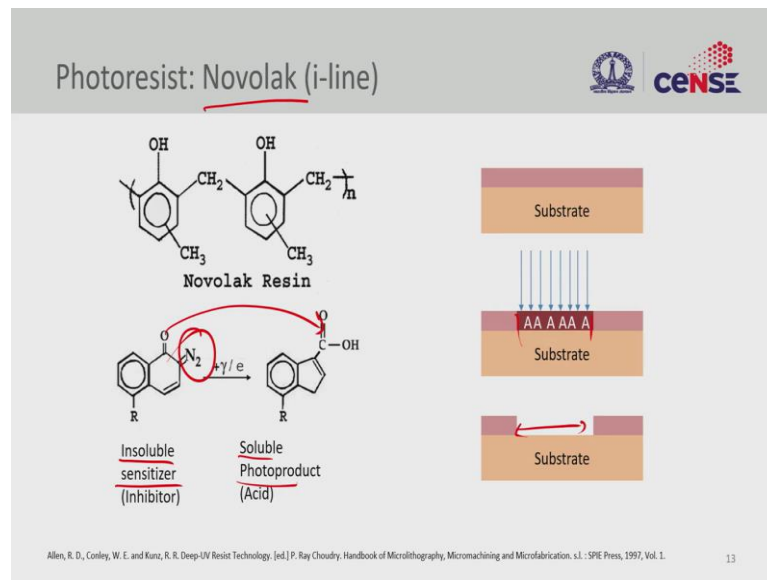 Photoresist: Novolak (i-line)
CeNSE
OH
OH
CH2
CH2
n
CH3
CH3
Novolak Resin
O
N2
+γ/ e
O
C-OH
R
R
Insoluble
sensitizer
(Inhibitor)
Soluble
Photoproduct
(Acid)
Substrate
AA A AA A
Substrate
Substrate
Allen, R. D., Conley, W. E. and Kunz, R. R. Deep-UV Resist Technology. [ed.] P. Ray Choudry. Handbook of Microlithography, Micromachining and Microfabrication. s.l. : SPIE Press, 1997, Vol. 1.
13